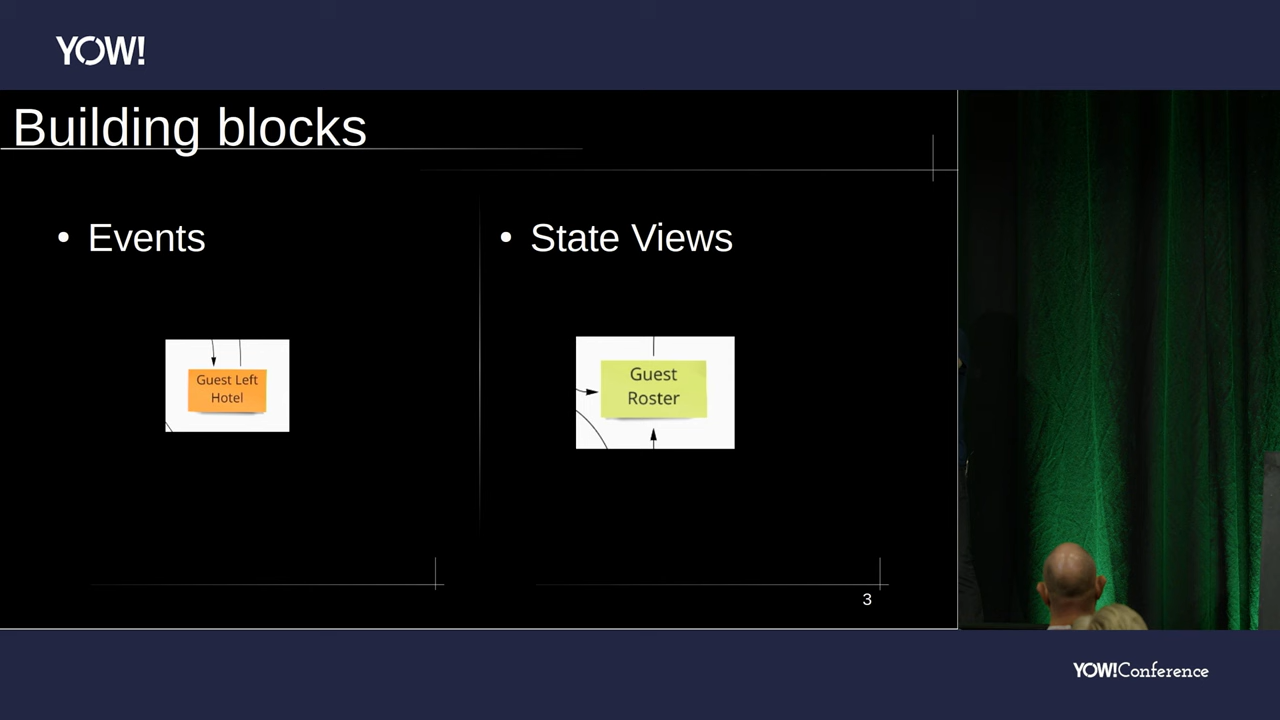 YOW!
Building blocks
• Events
• State Views
Guest Left
Hotel
Guest
Roster
3
YOW!Conference